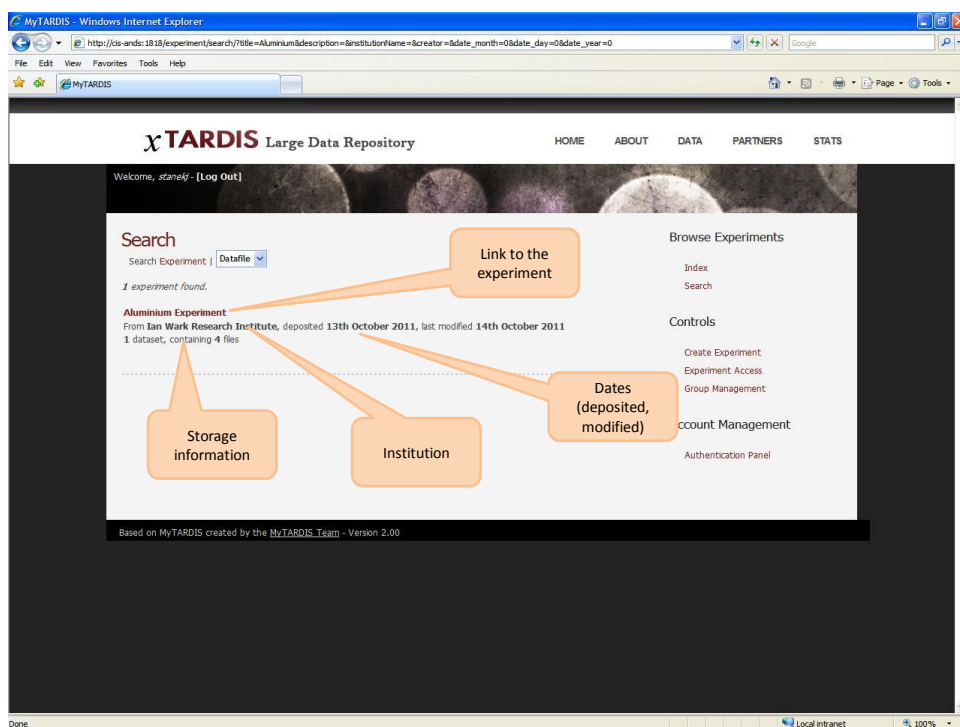 MyTARDIS - Windows Internet Explorer
http://cis-ands:1818/experiment/search/?title=Aluminium&description=&institutionName=&creator=&date_month=0&date_day=0&date_year=0
Google
File Edit View Favorites Tools Help
MyTARDIS
Page Tools
xTARDIS Large Data Repository
HOME ABOUT DATA PARTNERS STATS
Welcome, stanekj - [Log Out]
Search
Search Experiment | Datafile
1 experiment found.
Aluminium Experiment
From Ian Wark Research Institute, deposited 13th October 2011, last modified 14th October 2011
1 dataset, containing 4 files
Link to the
experiment
Storage
information
Institution
Dates
(deposited,
modified)
Browse Experiments
Index
Search
Controls
Create Experiment
Experiment Access
Group Management
ccount Management
Authentication Panel
Based on MyTARDIS created by the MyTARDIS Team - Version 2.00
Done
Local intranet
100%